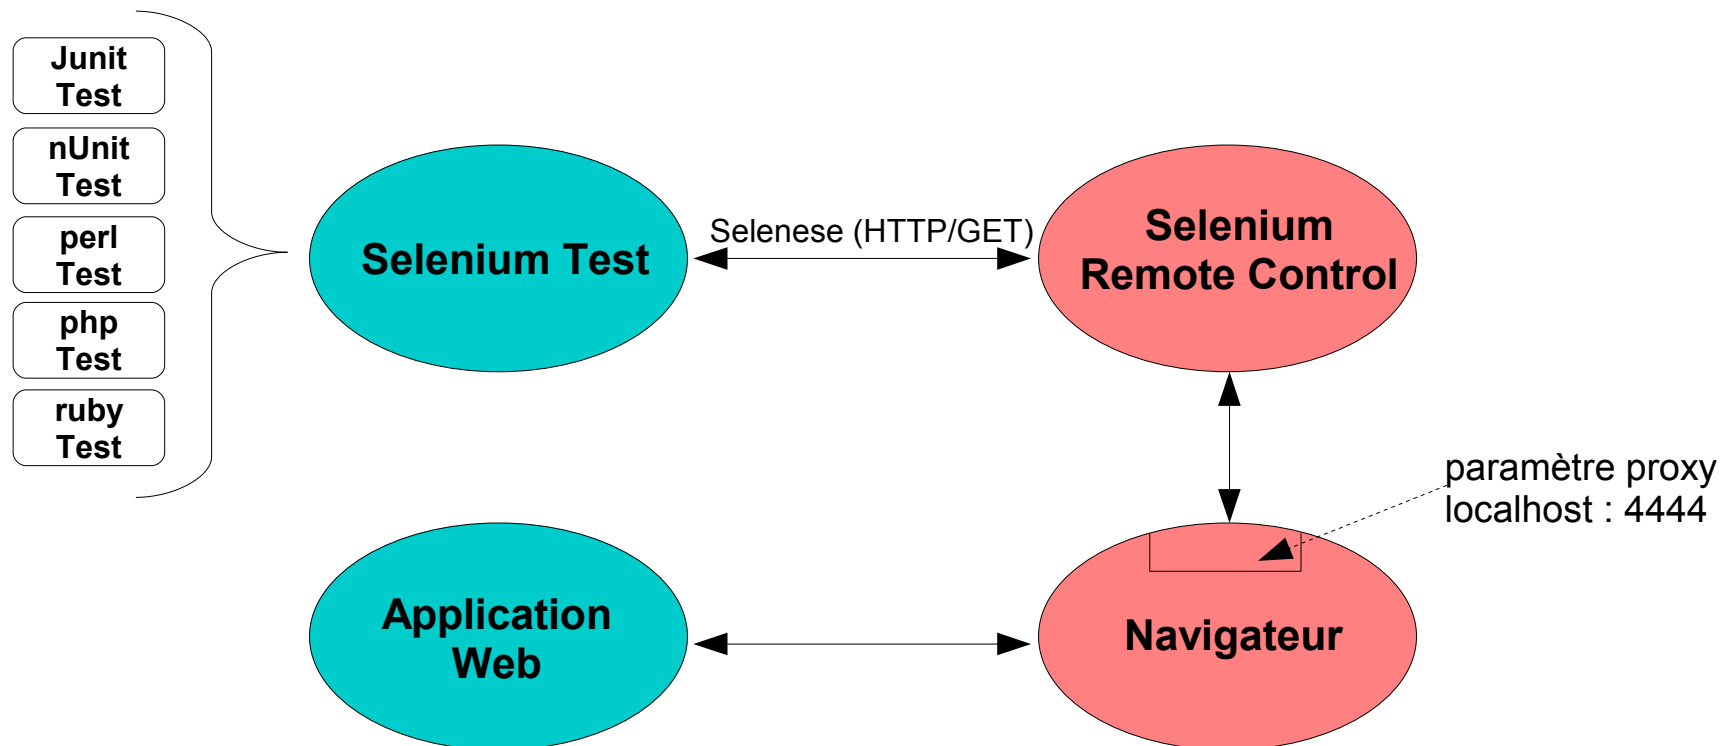 Junit
Test
nUnit
Test
perl
Test
php
Test
ruby
Test
Selenium Test
Selenese (HTTP/GET)
Selenium
Remote Control
paramètre proxy
localhost : 4444
Application
Web
Navigateur